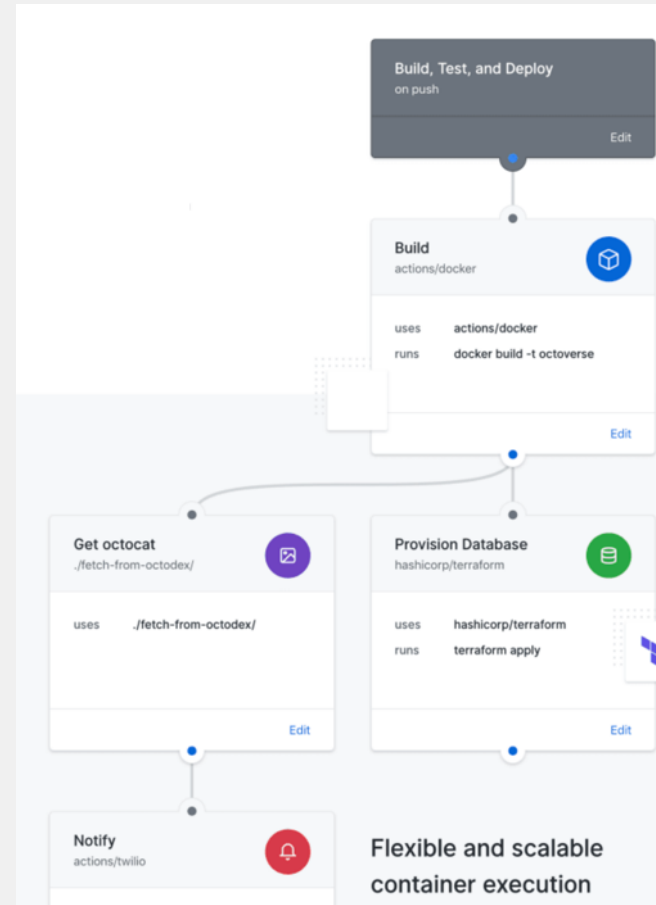 Build, Test, and Deploy
on push
Edit
Build
actions/docker
uses actions/docker
runs docker build -t octoverse
Edit
Get octocat
./fetch-from-octodex/
uses ./fetch-from-octodex/
Edit
Provision Database
hashicorp/terraform
uses hashicorp/terraform
runs terraform apply
Edit
Notify
actions/twilio
Flexible and scalable
container execution